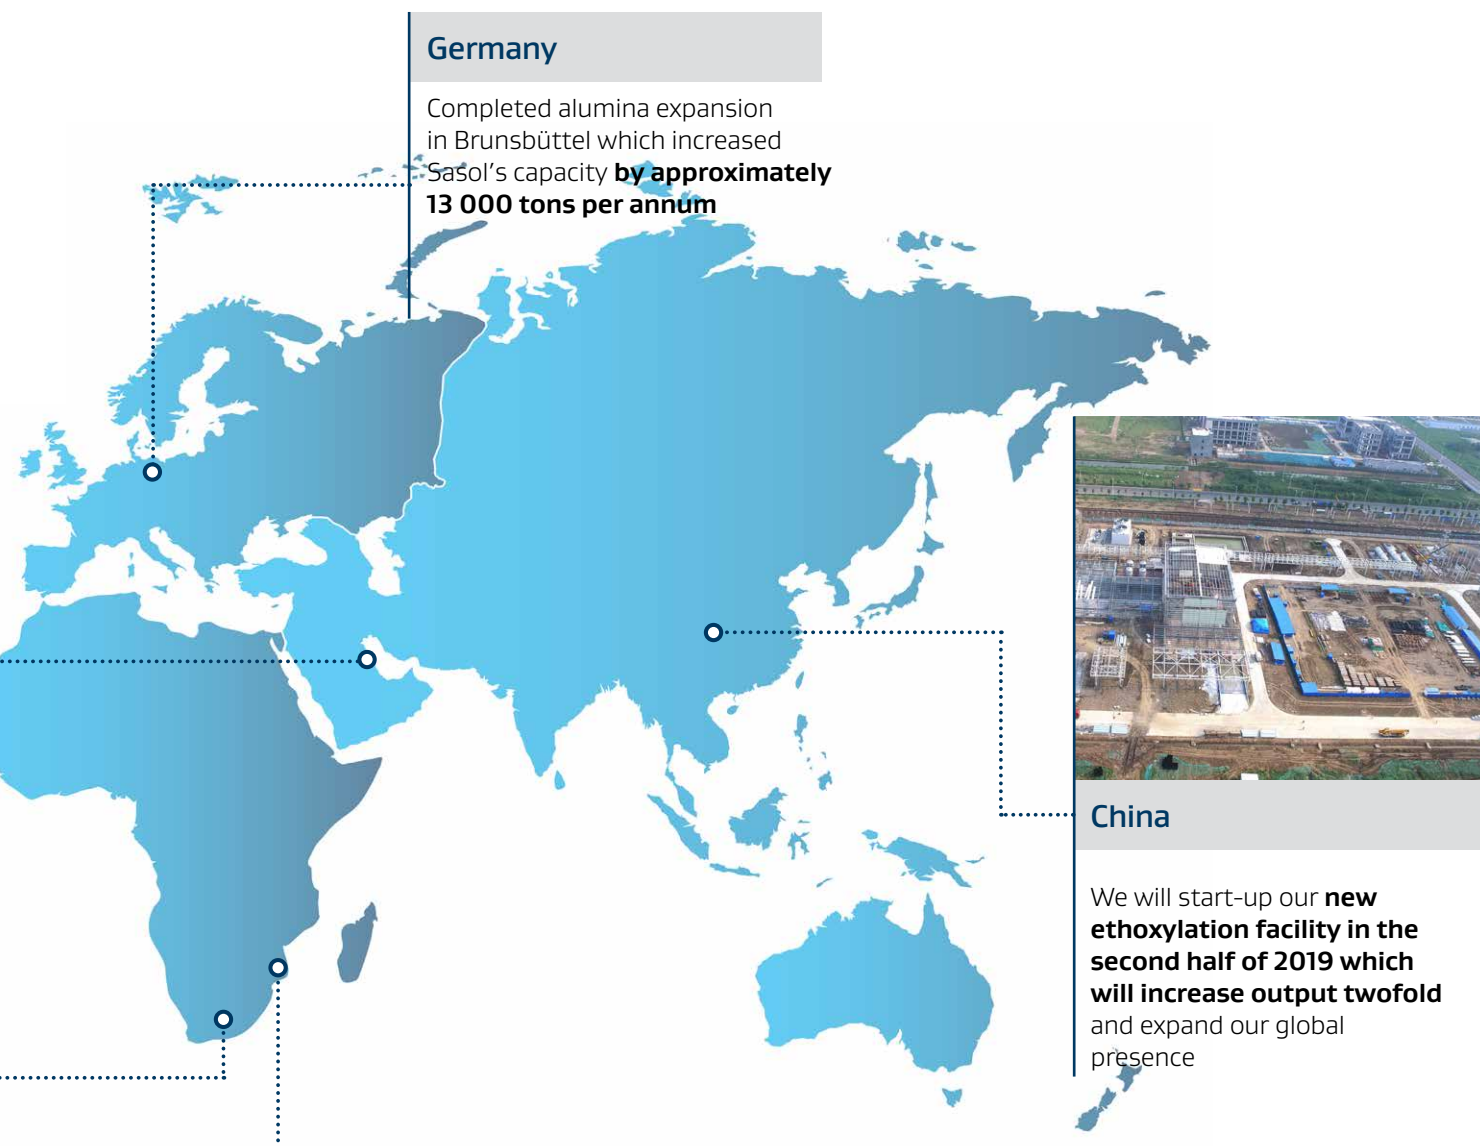 Germany
Completed alumina expansion
in Brunsbüttel which increased
Sasol’s capacity by approximately
13 000 tons per annum
China
We will start-up our new
ethoxylation facility in the
second half of 2019 which
will increase output twofold
and expand our global
presence